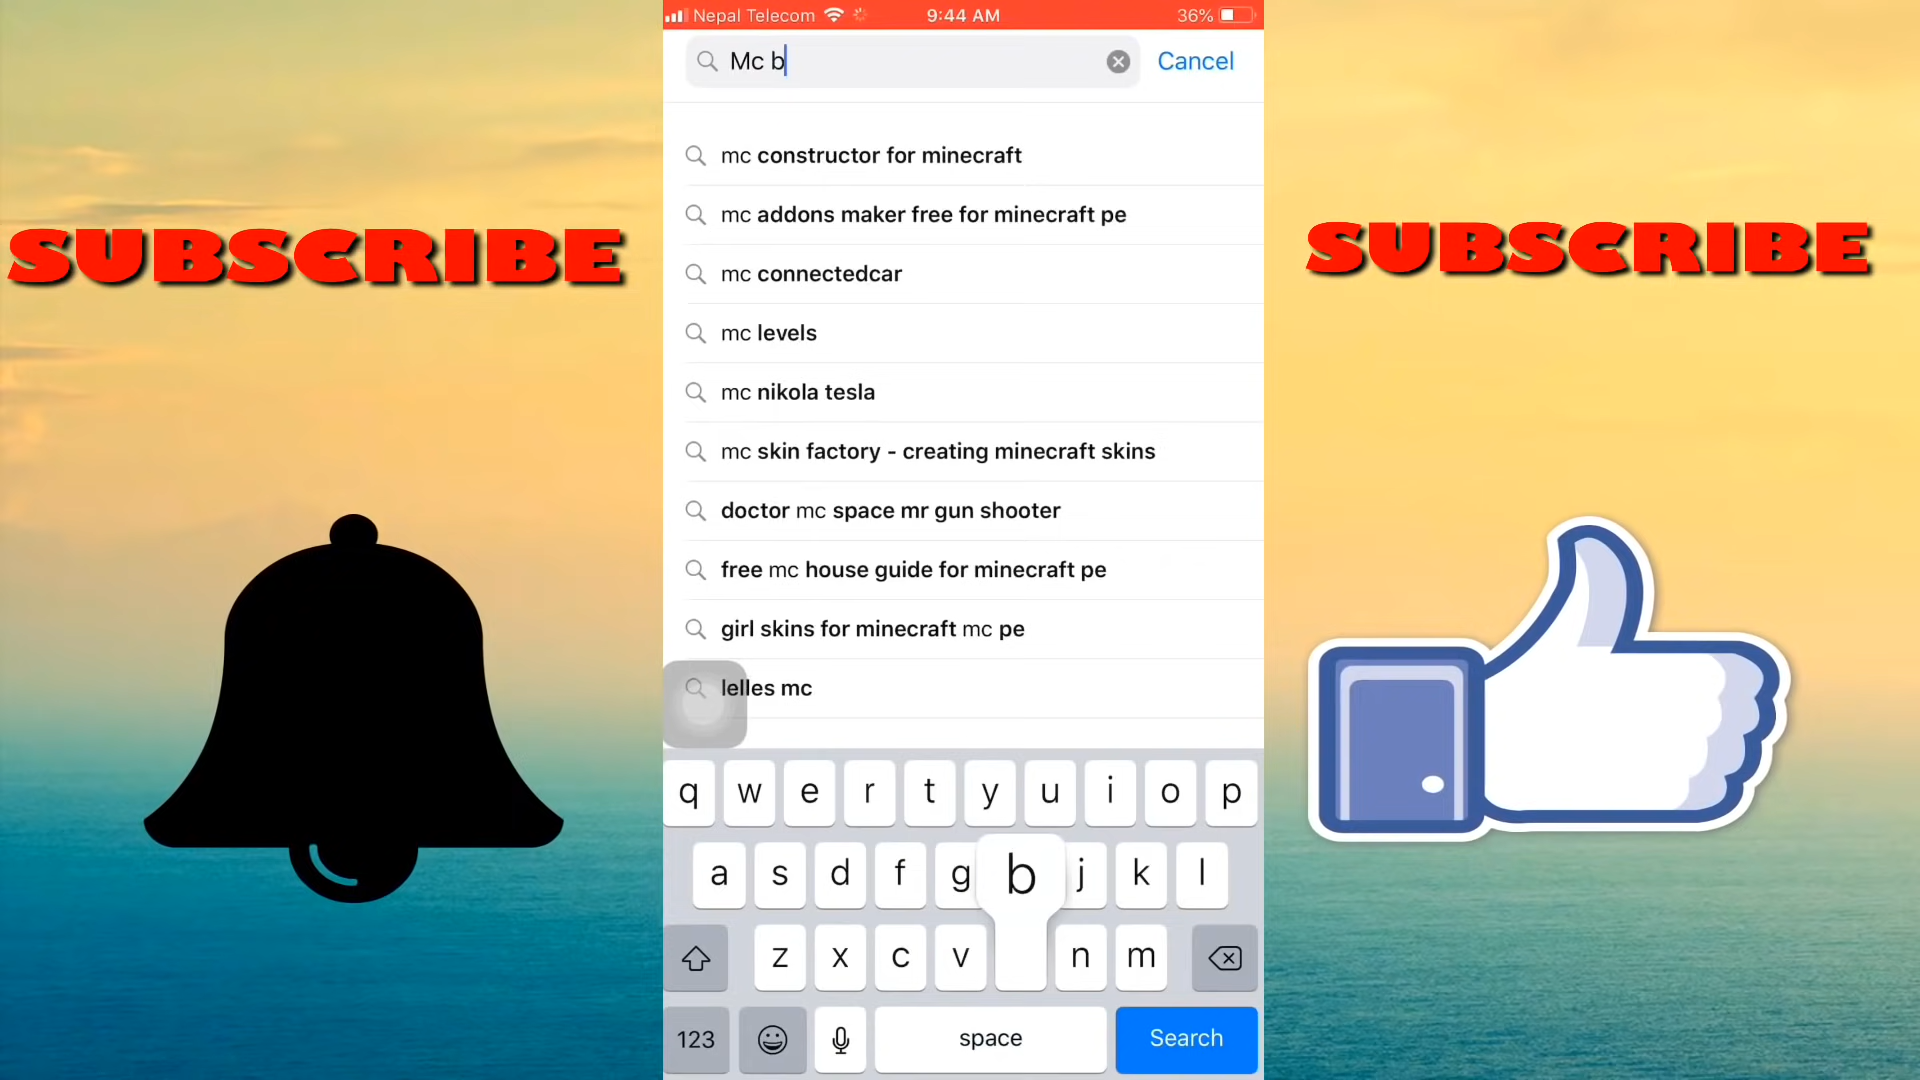 Nepal Telecom 9:44 AM 36%
Mc b Cancel
mc constructor for minecraft
mc addons maker free for minecraft pe
mc connectedcar
mc levels
mc nikola tesla
mc skin factory - creating minecraft skins
doctor mc space mr gun shooter
free mc house guide for minecraft pe
girl skins for minecraft mc pe
lelles mc
SUBSCRIBE
SUBSCRIBE
q w e r t y u i o p
a s d f g b j k l
z x c v n m
123 space Search